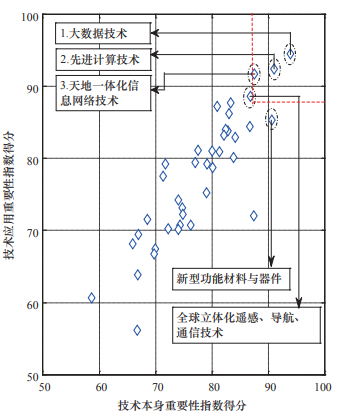 100
90
80
70
60
50
50
60
70
80
90
100
技术应用重要性指数得分
技术本身重要性指数得分
1.大数据技术
2.先进计算技术
3.天地一体化信
息网络技术
新型功能材料与器件
全球立体化遥感、导航、
通信技术